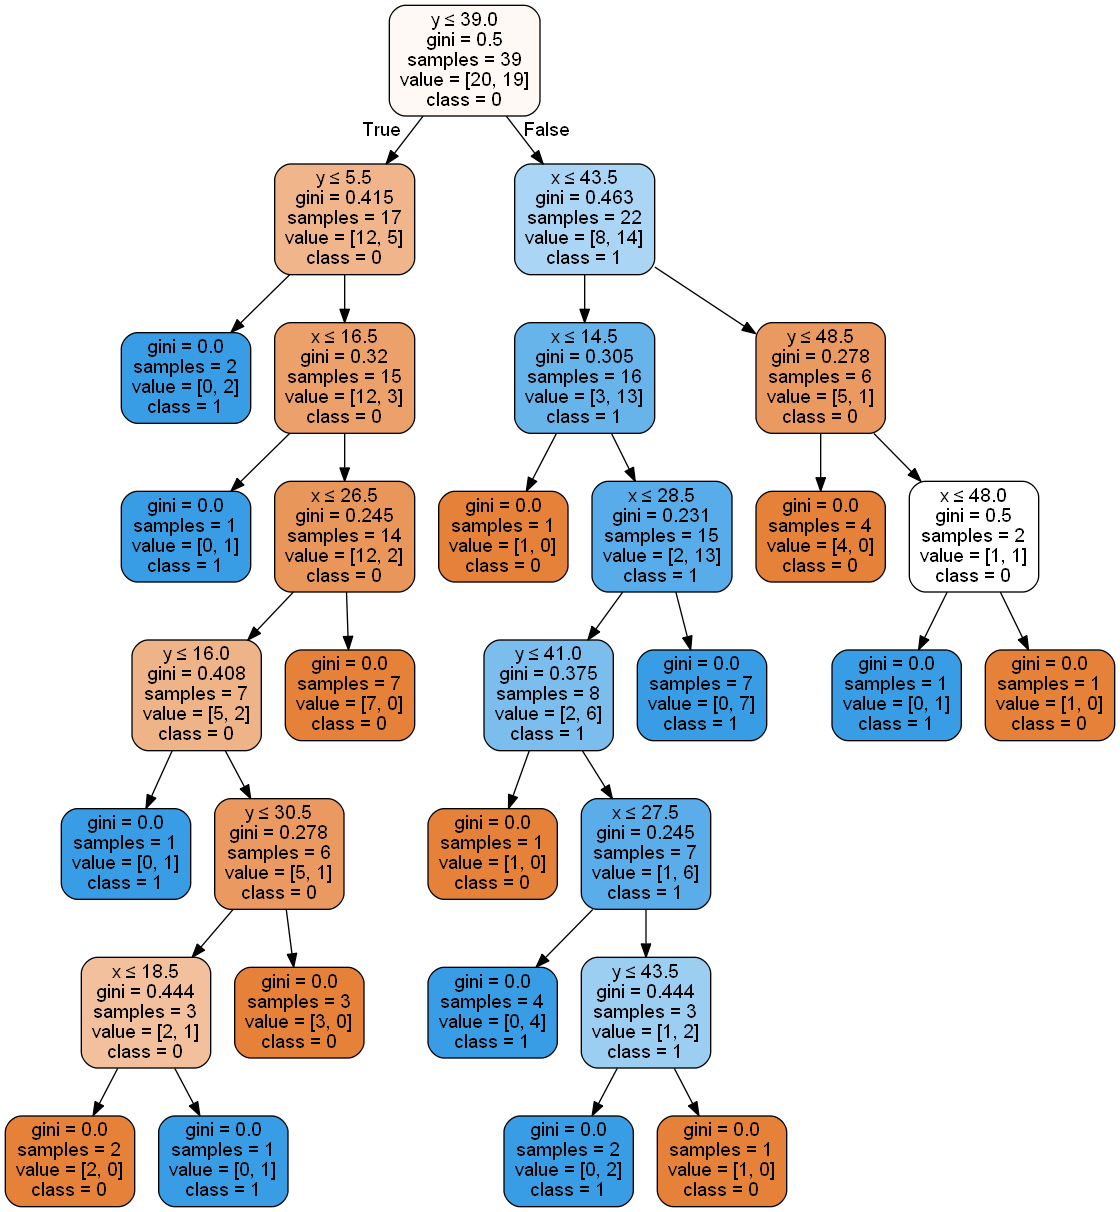 y ≤ 39.0
gini = 0.5
samples = 39
value = [20, 19]
class = 0
True
False
y ≤ 5.5
gini = 0.415
samples = 17
value = [12, 5]
class = 0
x ≤ 43.5
gini = 0.463
samples = 22
value = [8, 14]
class = 1
gini = 0.0
samples = 2
value = [0, 2]
class = 1
x ≤ 16.5
gini = 0.32
samples = 15
value = [12, 3]
class = 0
x ≤ 14.5
gini = 0.305
samples = 16
value = [3, 13]
class = 1
y ≤ 48.5
gini = 0.278
samples = 6
value = [5, 1]
class = 0
gini = 0.0
samples = 1
value = [0, 1]
class = 1
x ≤ 26.5
gini = 0.245
samples = 14
value = [12, 2]
class = 0
gini = 0.0
samples = 1
value = [1, 0]
class = 0
x ≤ 28.5
gini = 0.231
samples = 15
value = [2, 13]
class = 1
gini = 0.0
samples = 4
value = [4, 0]
class = 0
x ≤ 48.0
gini = 0.5
samples = 2
value = [1, 1]
class = 0
y ≤ 16.0
gini = 0.408
samples = 7
value = [5, 2]
class = 0
gini = 0.0
samples = 7
value = [7, 0]
class = 0
y ≤ 41.0
gini = 0.375
samples = 8
value = [2, 6]
class = 1
gini = 0.0
samples = 7
value = [0, 7]
class = 1
gini = 0.0
samples = 1
value = [0, 1]
class = 1
gini = 0.0
samples = 1
value = [1, 0]
class = 0
gini = 0.0
samples = 1
value = [0, 1]
class = 1
y ≤ 30.5
gini = 0.278
samples = 6
value = [5, 1]
class = 0
gini = 0.0
samples = 1
value = [1, 0]
class = 0
x ≤ 27.5
gini = 0.245
samples = 7
value = [1, 6]
class = 1
x ≤ 18.5
gini = 0.444
samples = 3
value = [2, 1]
class = 0
gini = 0.0
samples = 3
value = [3, 0]
class = 0
gini = 0.0
samples = 4
value = [0, 4]
class = 1
y ≤ 43.5
gini = 0.444
samples = 3
value = [1, 2]
class = 1
gini = 0.0
samples = 2
value = [2, 0]
class = 0
gini = 0.0
samples = 1
value = [0, 1]
class = 1
gini = 0.0
samples = 2
value = [0, 2]
class = 1
gini = 0.0
samples = 1
value = [1, 0]
class = 0